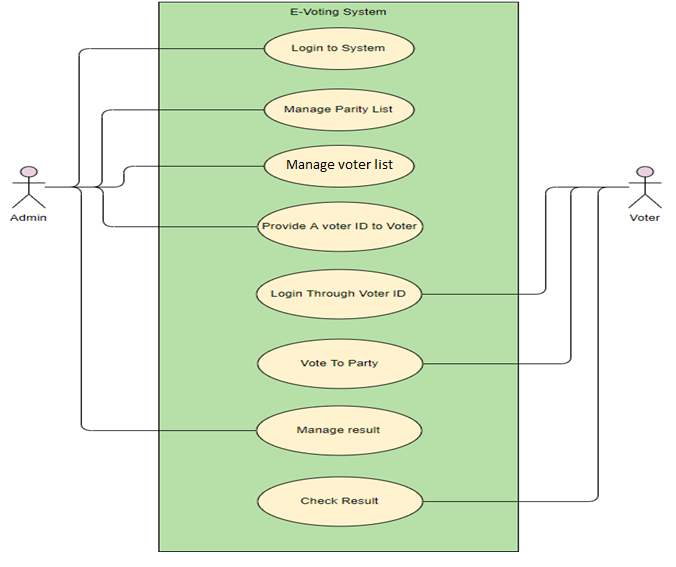 E-Voting System
Login to System
Manage Parity List
Manage voter list
Admin
Voter
Provide A voter ID to Voter
Login Through Voter ID
Vote To Party
Manage result
Check Result